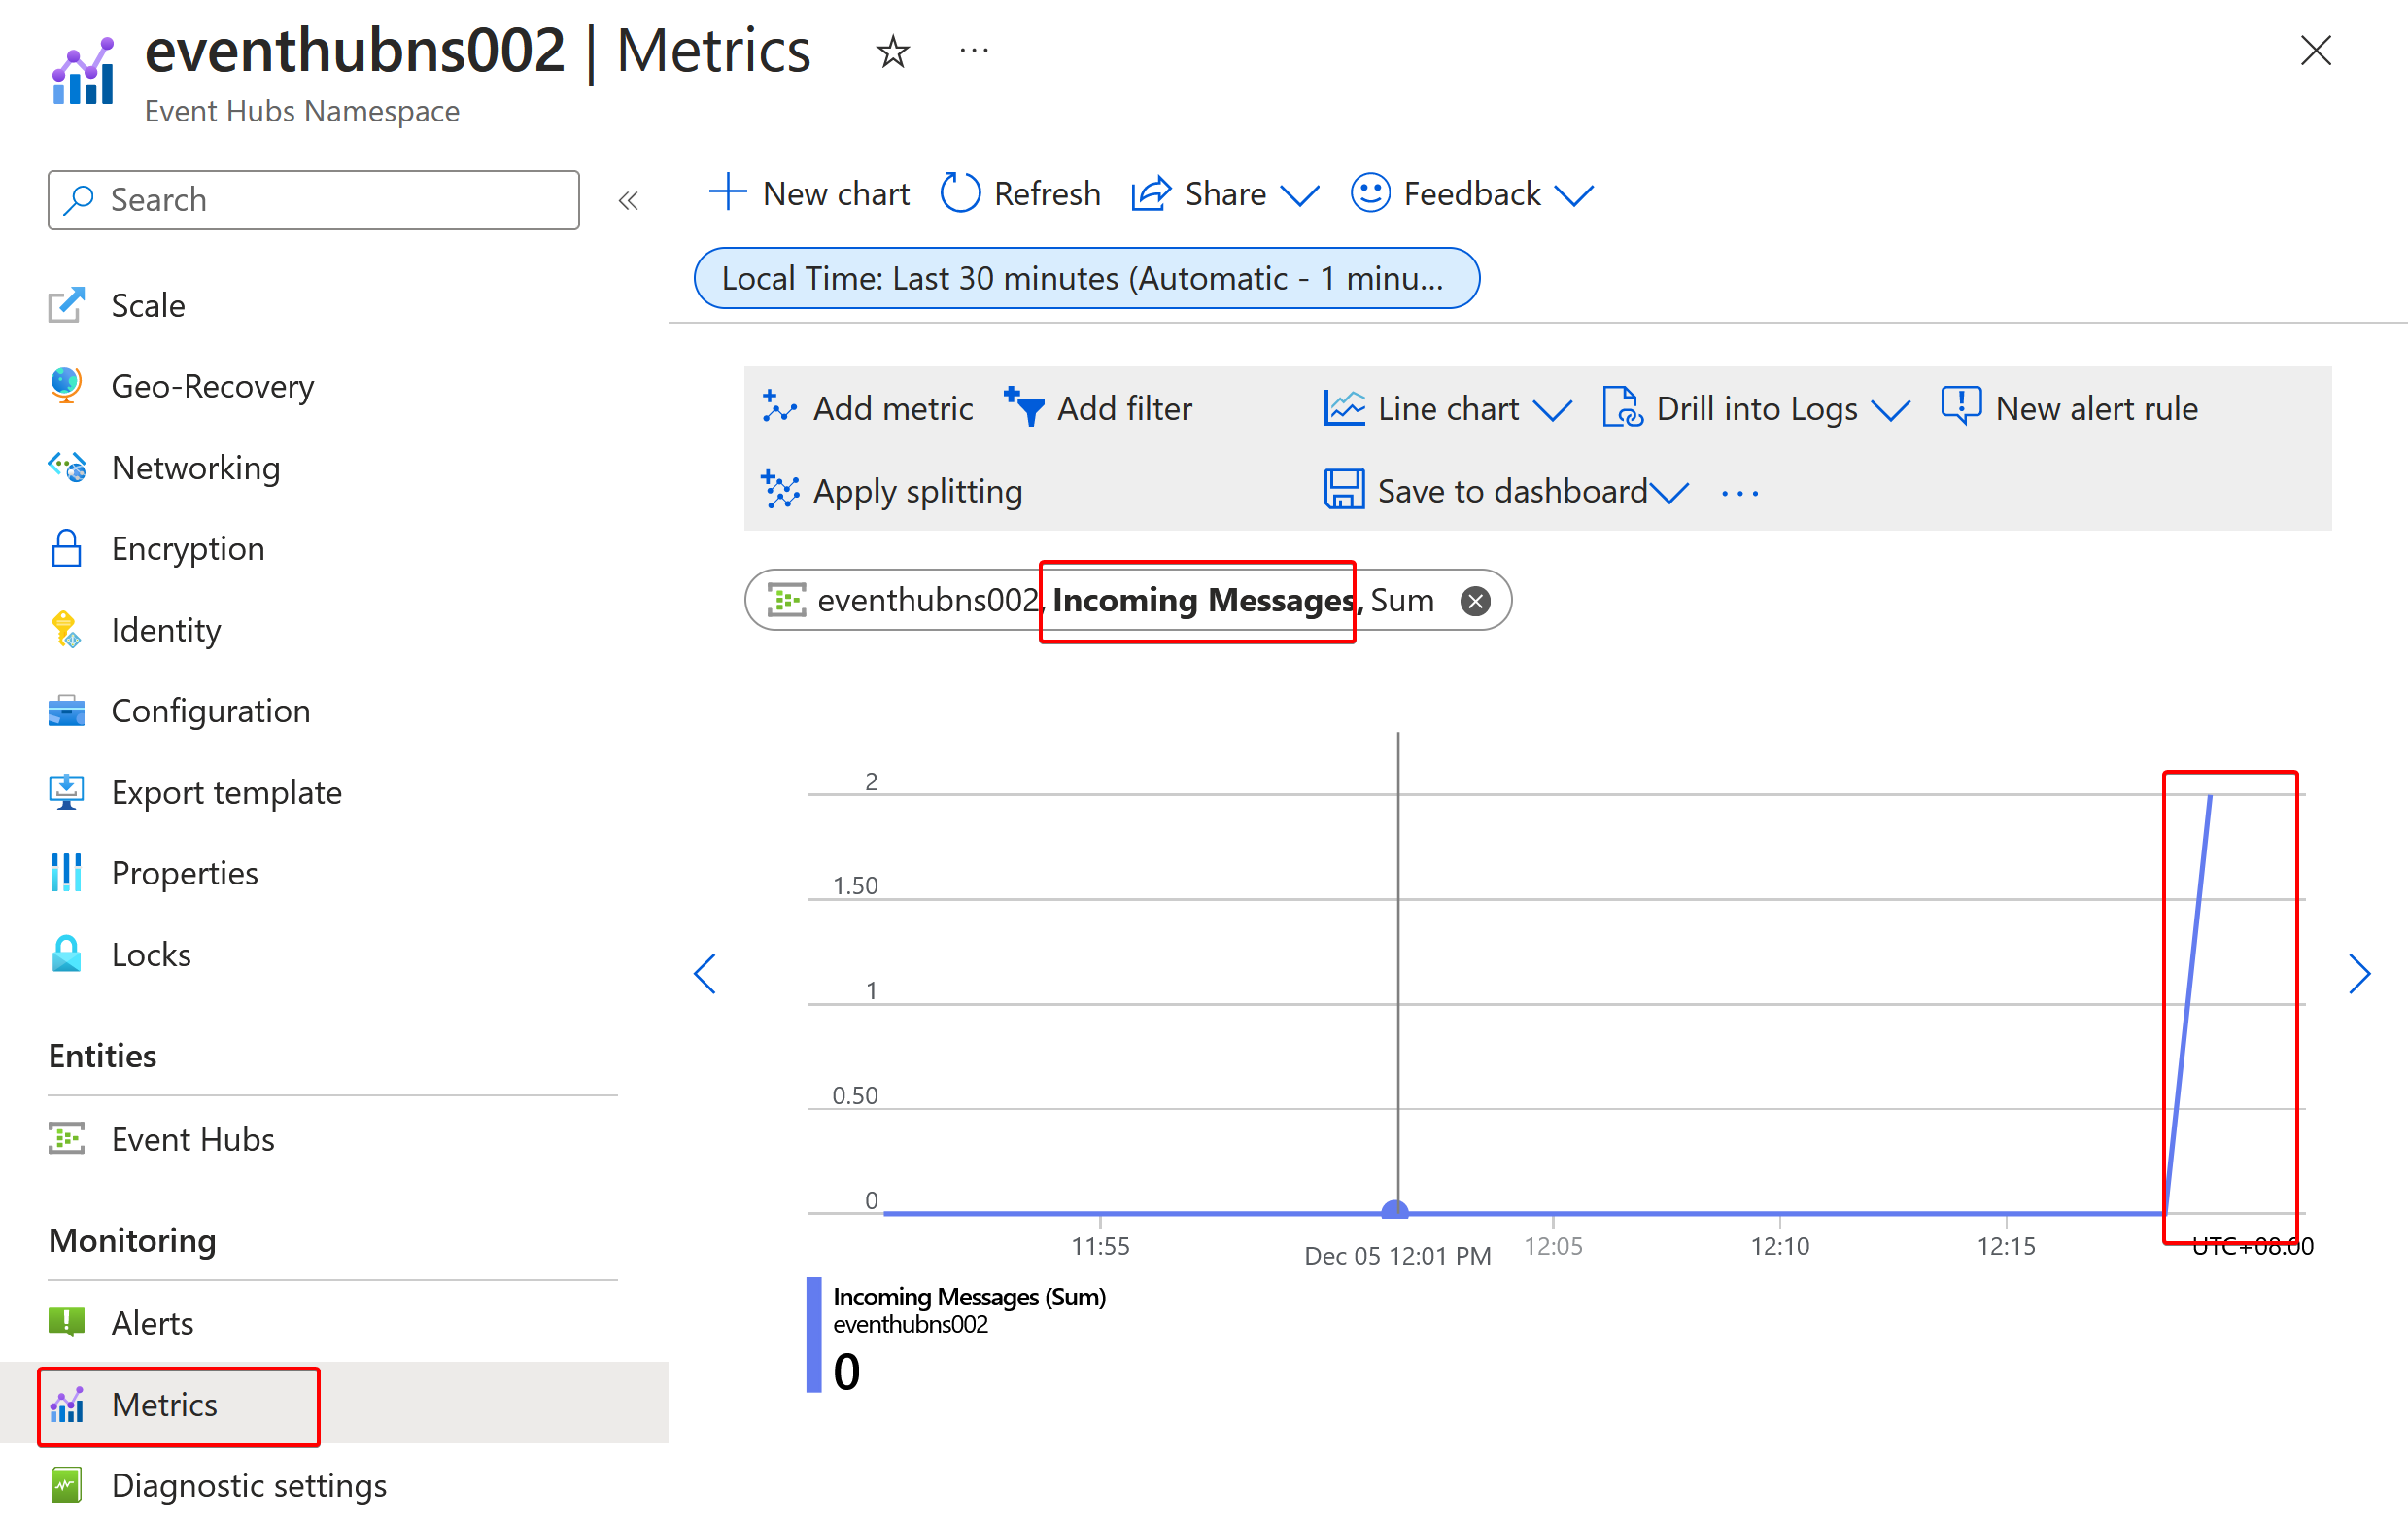 eventhubns002 | Metrics
Event Hubs Namespace
Search
Scale
Geo-Recovery
Networking
Encryption
Identity
Configuration
Export template
Properties
Locks
Entities
Event Hubs
Monitoring
Alerts
Metrics
Diagnostic settings
New chart Refresh Share Feedback
Local Time: Last 30 minutes (Automatic - 1 minu...
Add metric Add filter Line chart Drill into Logs New alert rule
Apply splitting Save to dashboard
eventhubns002, Incoming Messages, Sum
2
1.50
1
0.50
0
11:55 Dec 05 12:01 PM 12:05 12:10 12:15 UTC+08:00
Incoming Messages (Sum)
eventhubns002
0